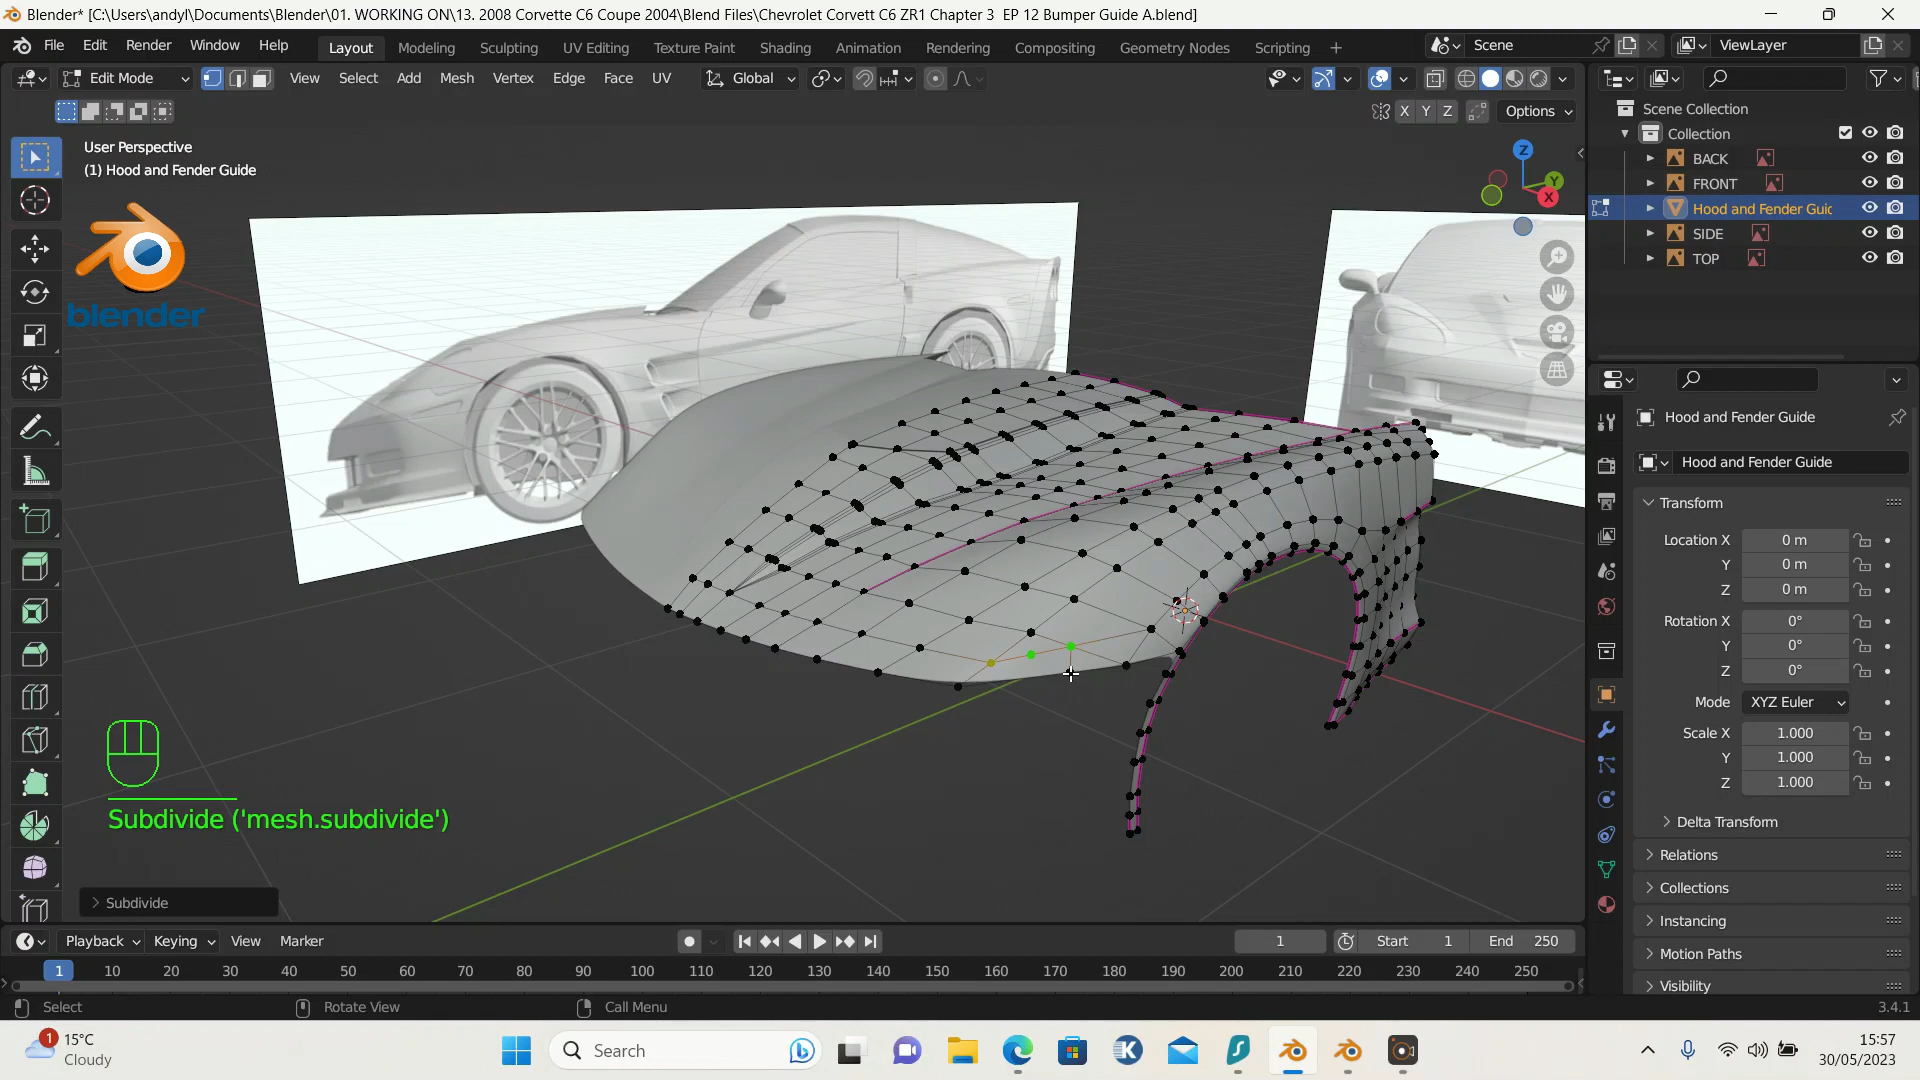 Blender* [C:\Users\andyl\Documents\Blender\01. WORKING ON\13. 2008 Corvette C6 Coupe 2004\Blend Files\Chevrolet Corvett C6 ZR1 Chapter 3  EP 12 Bumper Guide A.blend]
File Edit Render Window Help Layout Modeling Sculpting UV Editing Texture Paint Shading Animation Rendering Compositing Geometry Nodes Scripting + Scene ViewLayer
Edit Mode View Select Add Mesh Vertex Edge Face UV Global
X Y Z Options
User Perspective
(1) Hood and Fender Guide
Z
Y
X
blender
Subdivide ('mesh.subdivide')
Subdivide
Scene Collection
Collection
BACK
FRONT
Hood and Fender Guid
SIDE
TOP
Hood and Fender Guide
Hood and Fender Guide
Transform
Location X 0 m
Y 0 m
Z 0 m
Rotation X 0°
Y 0°
Z 0°
Mode XYZ Euler
Scale X 1.000
Y 1.000
Z 1.000
Delta Transform
Relations
Collections
Instancing
Motion Paths
Visibility
Playback Keying View Marker 1 Start 1 End 250
1 10 20 30 40 50 60 70 80 90 100 110 120 130 140 150 160 170 180 190 200 210 220 230 240 250
Select Rotate View Call Menu 3.4.1
1 15°C
Cloudy
Search
15:57
30/05/2023